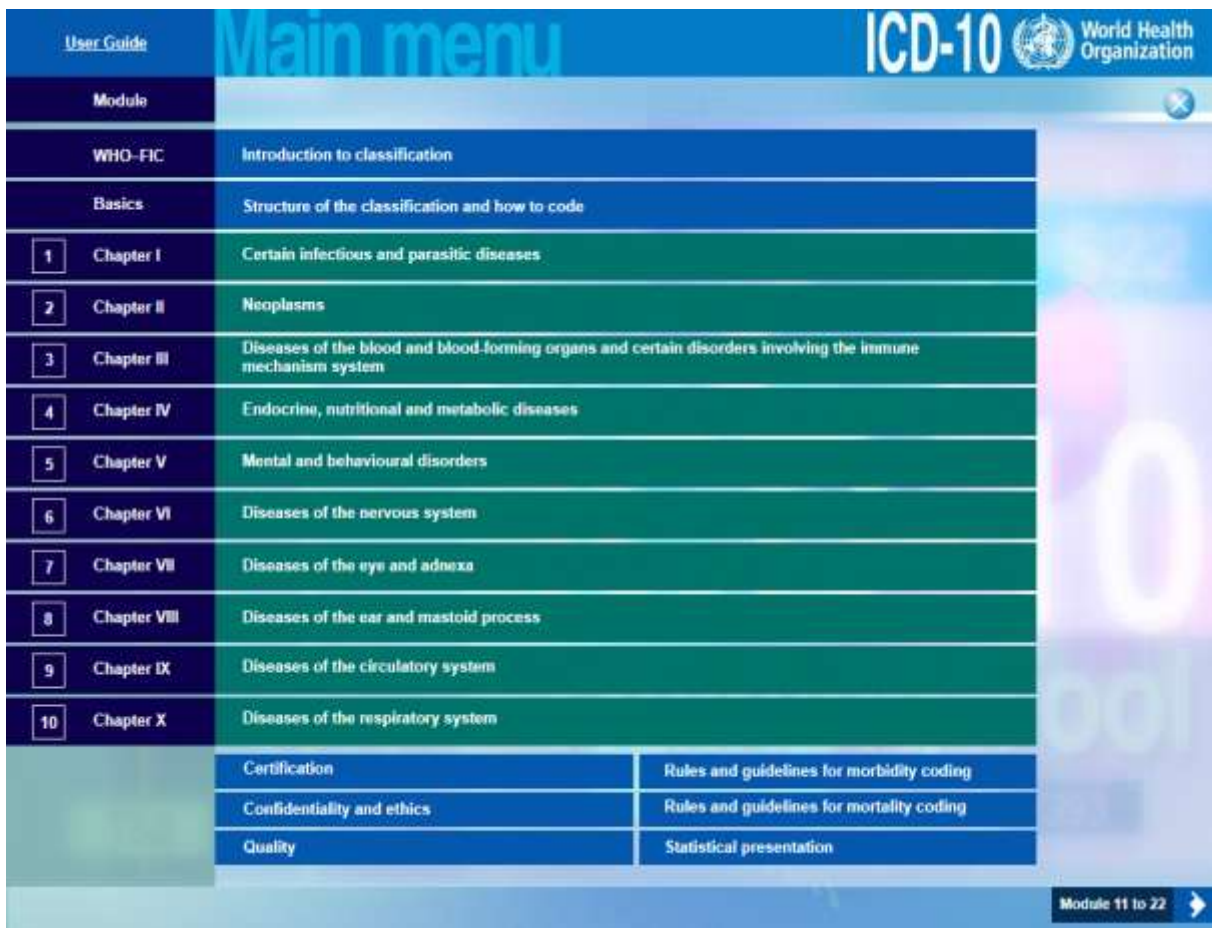 User Guide
Main menu
ICD-10
World Health
Organization
Module
WHO-FIC
Introduction to classification
Basics
Structure of the classification and how to code
1
Chapter I
Certain infectious and parasitic diseases
2
Chapter II
Neoplasms
3
Chapter III
Diseases of the blood and blood-forming organs and certain disorders involving the immune
mechanism system
4
Chapter IV
Endocrine, nutritional and metabolic diseases
5
Chapter V
Mental and behavioural disorders
6
Chapter VI
Diseases of the nervous system
7
Chapter VII
Diseases of the eye and adnexa
8
Chapter VIII
Diseases of the ear and mastoid process
9
Chapter IX
Diseases of the circulatory system
10
Chapter X
Diseases of the respiratory system
Certification
Rules and guidelines for morbidity coding
Confidentiality and ethics
Rules and guidelines for mortality coding
Quality
Statistical presentation
Module 11 to 22